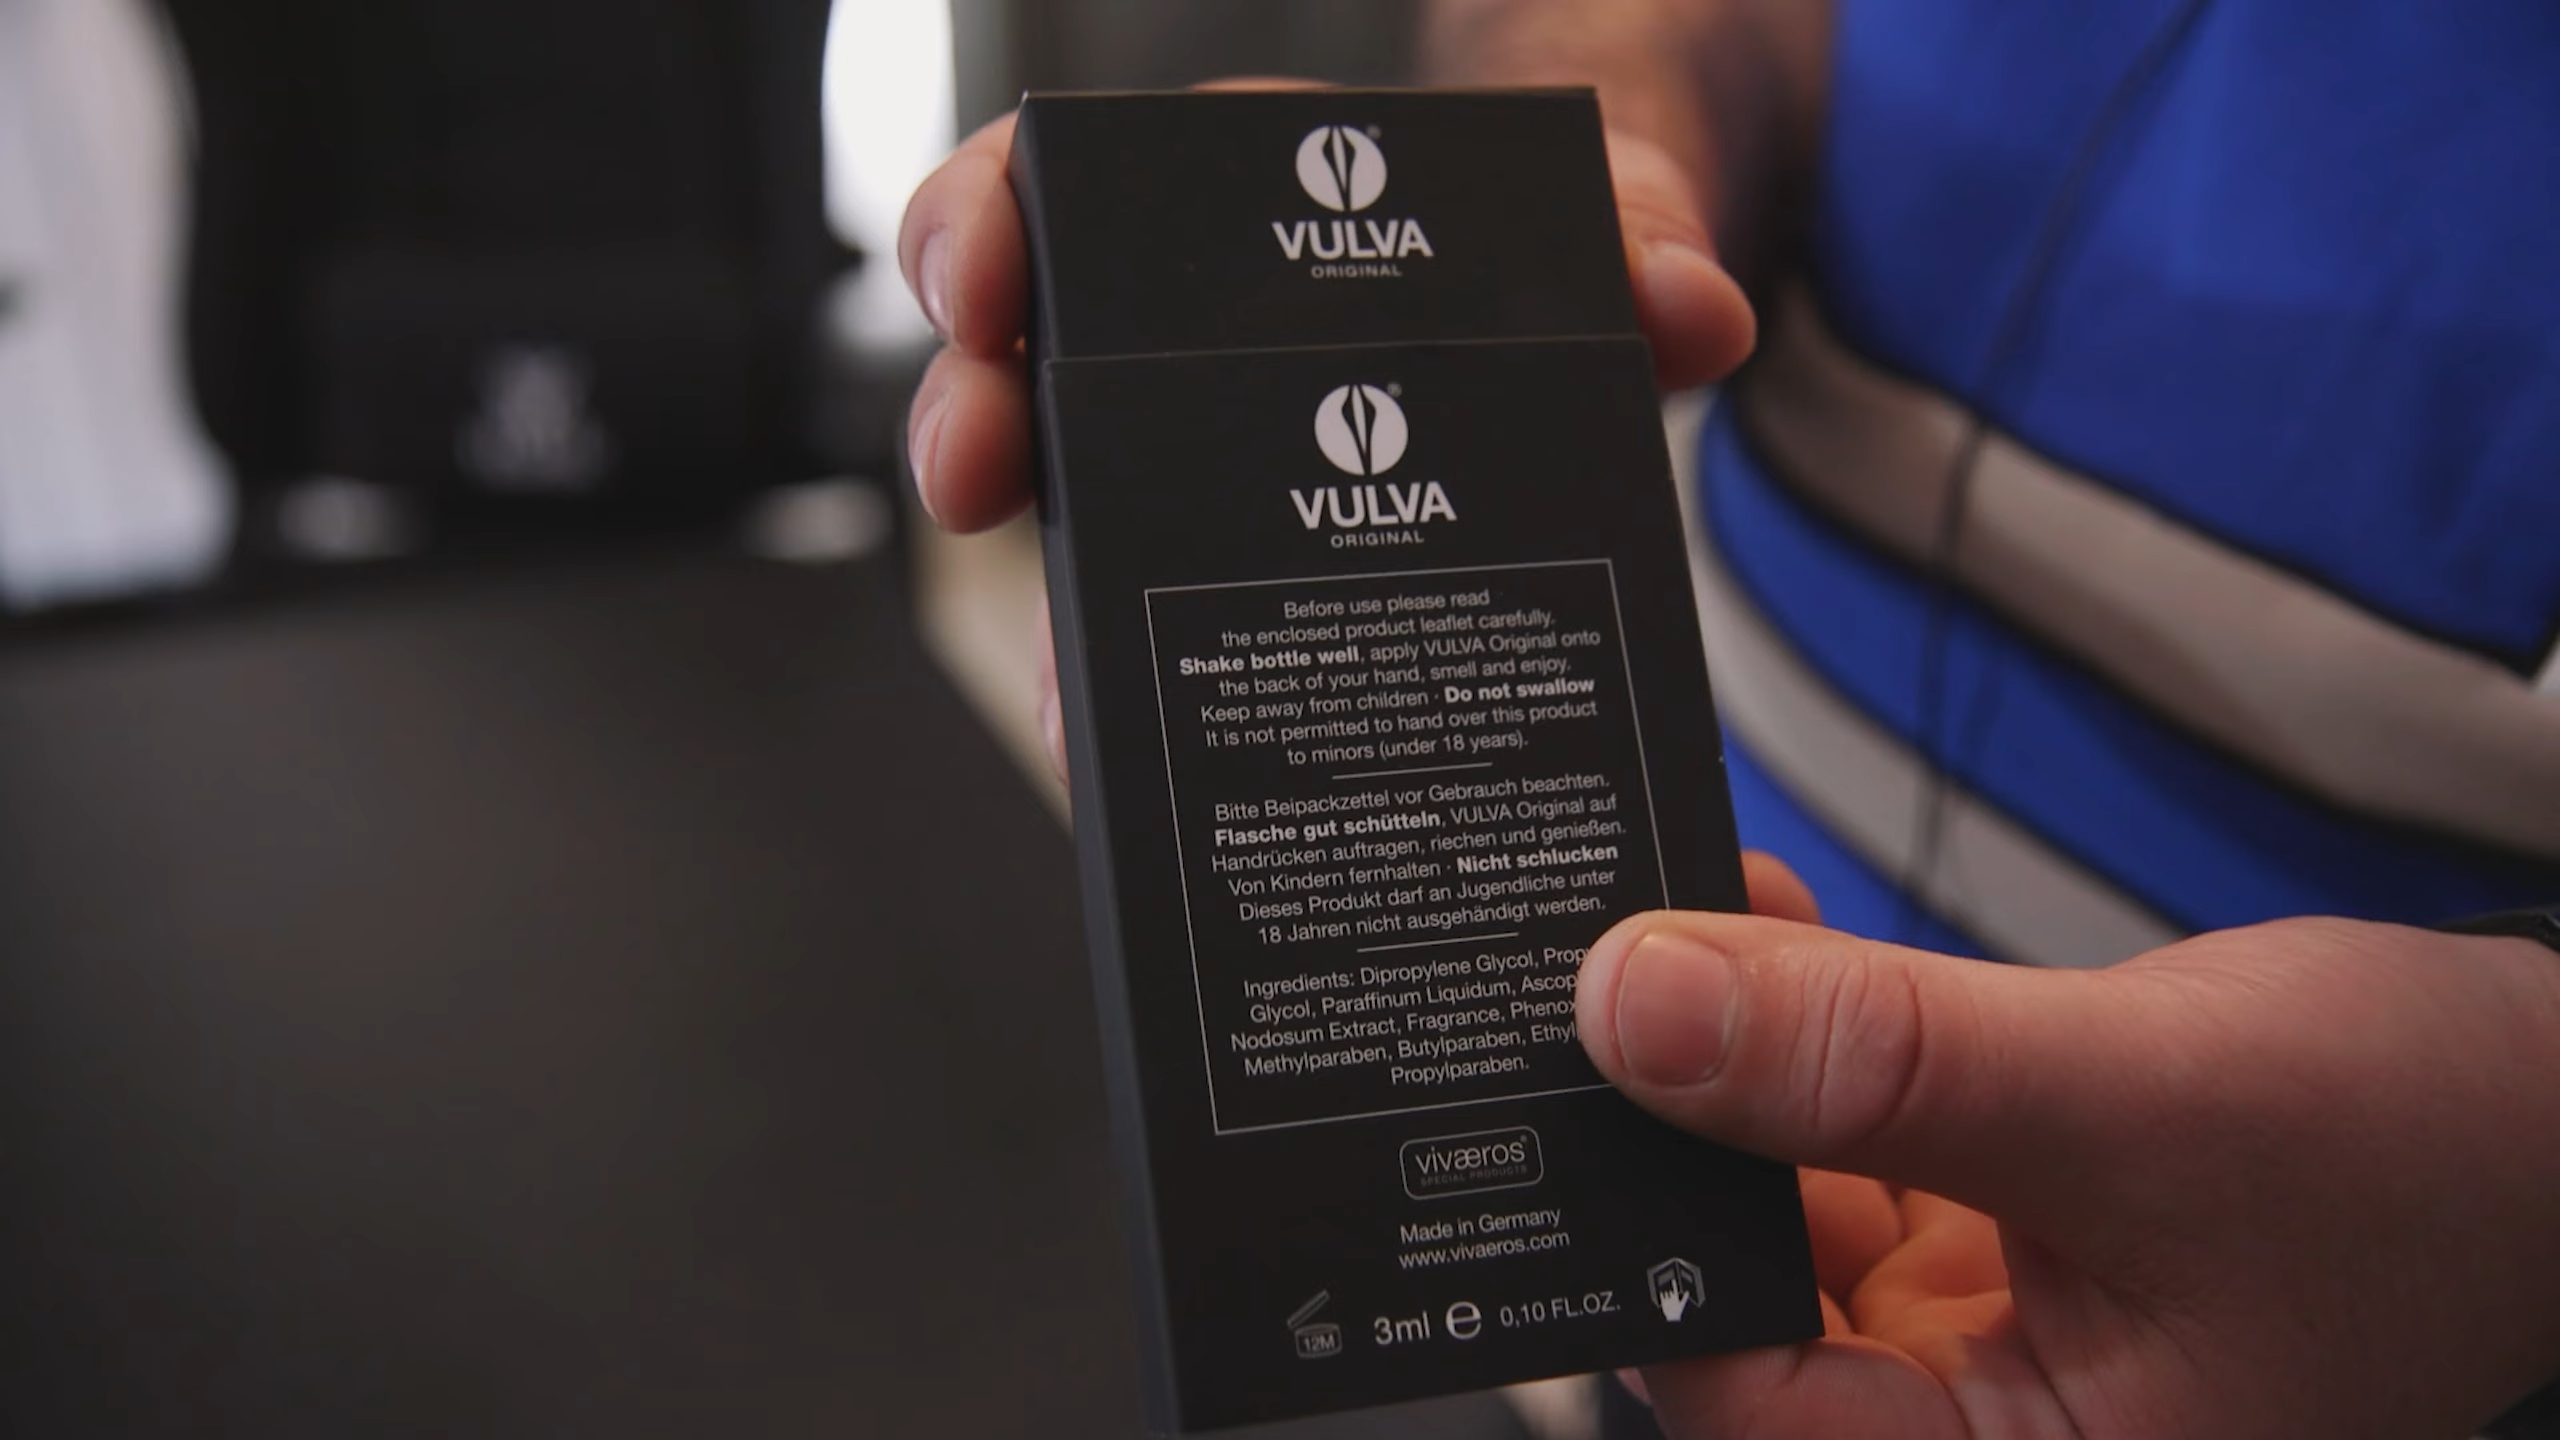 VULVA
ORIGINAL
VULVA
ORIGINAL
Before use please read
the enclosed product leaflet carefully.
Shake bottle well, apply VULVA Original onto
the back of your hand, smell and enjoy.
Keep away from children · Do not swallow
It is not permitted to hand over this product
to minors (under 18 years).
Bitte Beipackzettel vor Gebrauch beachten.
Flasche gut schütteln, VULVA Original auf
Handrücken auftragen, riechen und genießen.
Von Kindern fernhalten · Nicht schlucken
Dieses Produkt darf an Jugendliche unter
18 Jahren nicht ausgehändigt werden.
Ingredients: Dipropylene Glycol,
Glycol, Paraffinum Liquidum,
Nodosum Extract, Fragrance,
Methylparaben, Butylparaben,
Propylparaben.
viværos®
SPECIAL PRODUCTS
Made in Germany
www.vivaeros.com
12M 3ml e 0,10 FL.OZ.